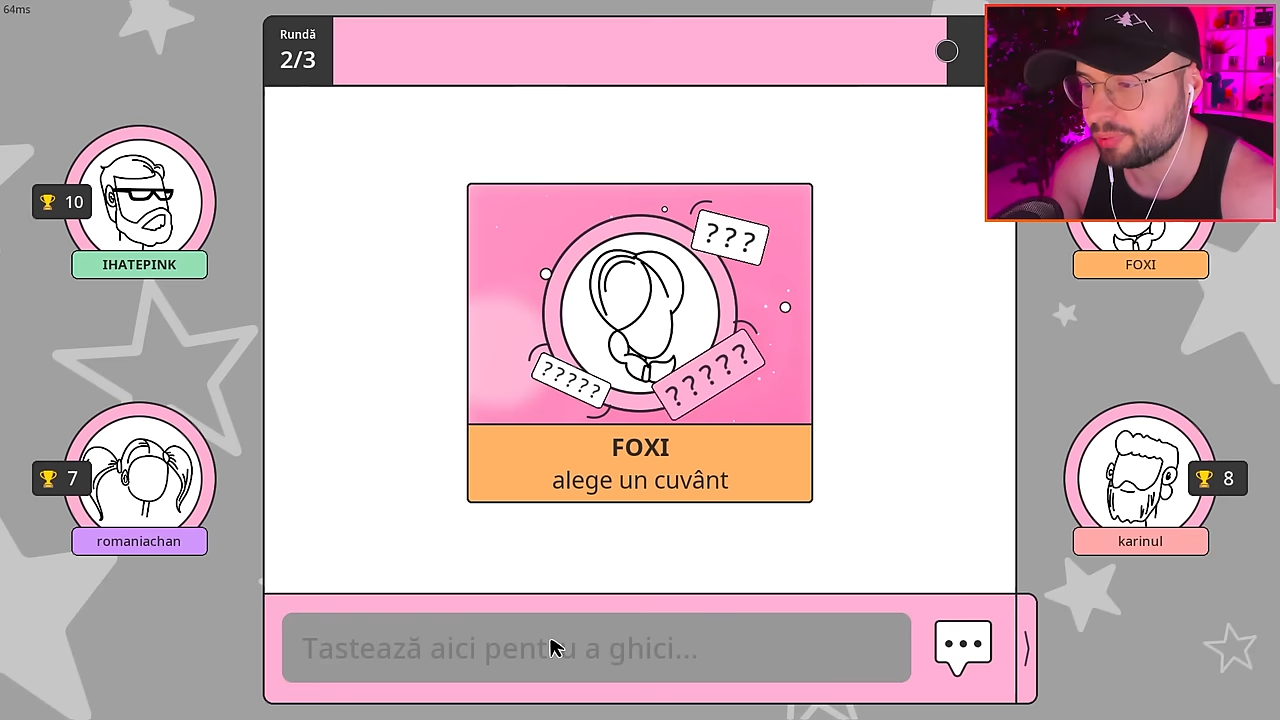 64ms
Rundă
2/3
10
IHATEPINK
7
romaniachan
???
?????
?????
FOXI
alege un cuvânt
FOXI
8
karinul
Tastează aici pentru a ghici...